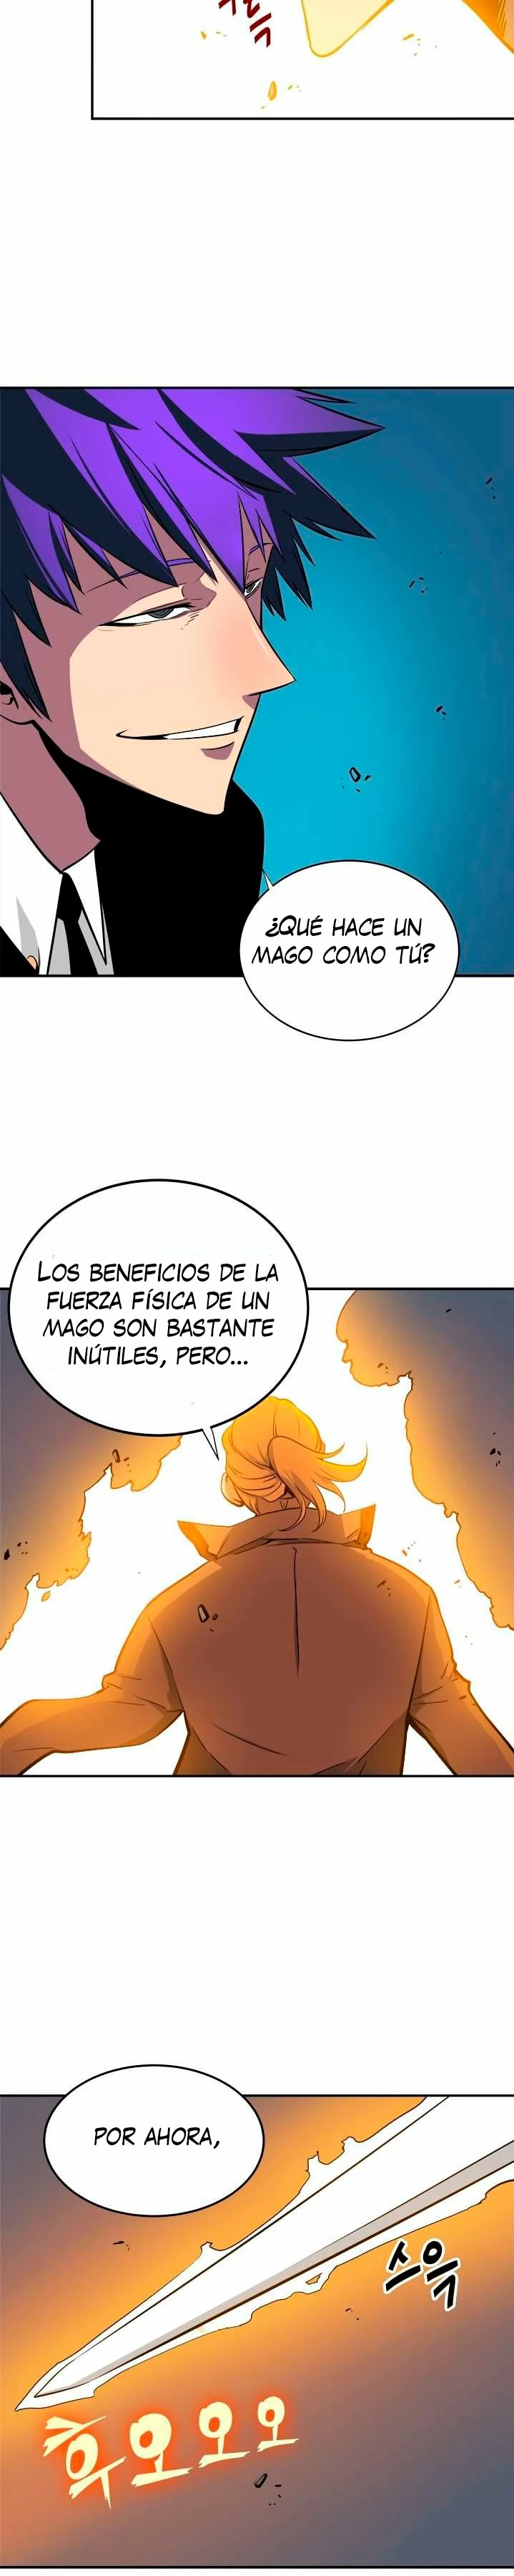 ¿QUÉ HACE UN
MAGO COMO TÚ?
LOS BENEFICIOS DE LA
FUERZA FÍSICA DE UN
MAGO SON BASTANTE
INÚTILES, PERO...
POR AHORA,
스윽
후오오오